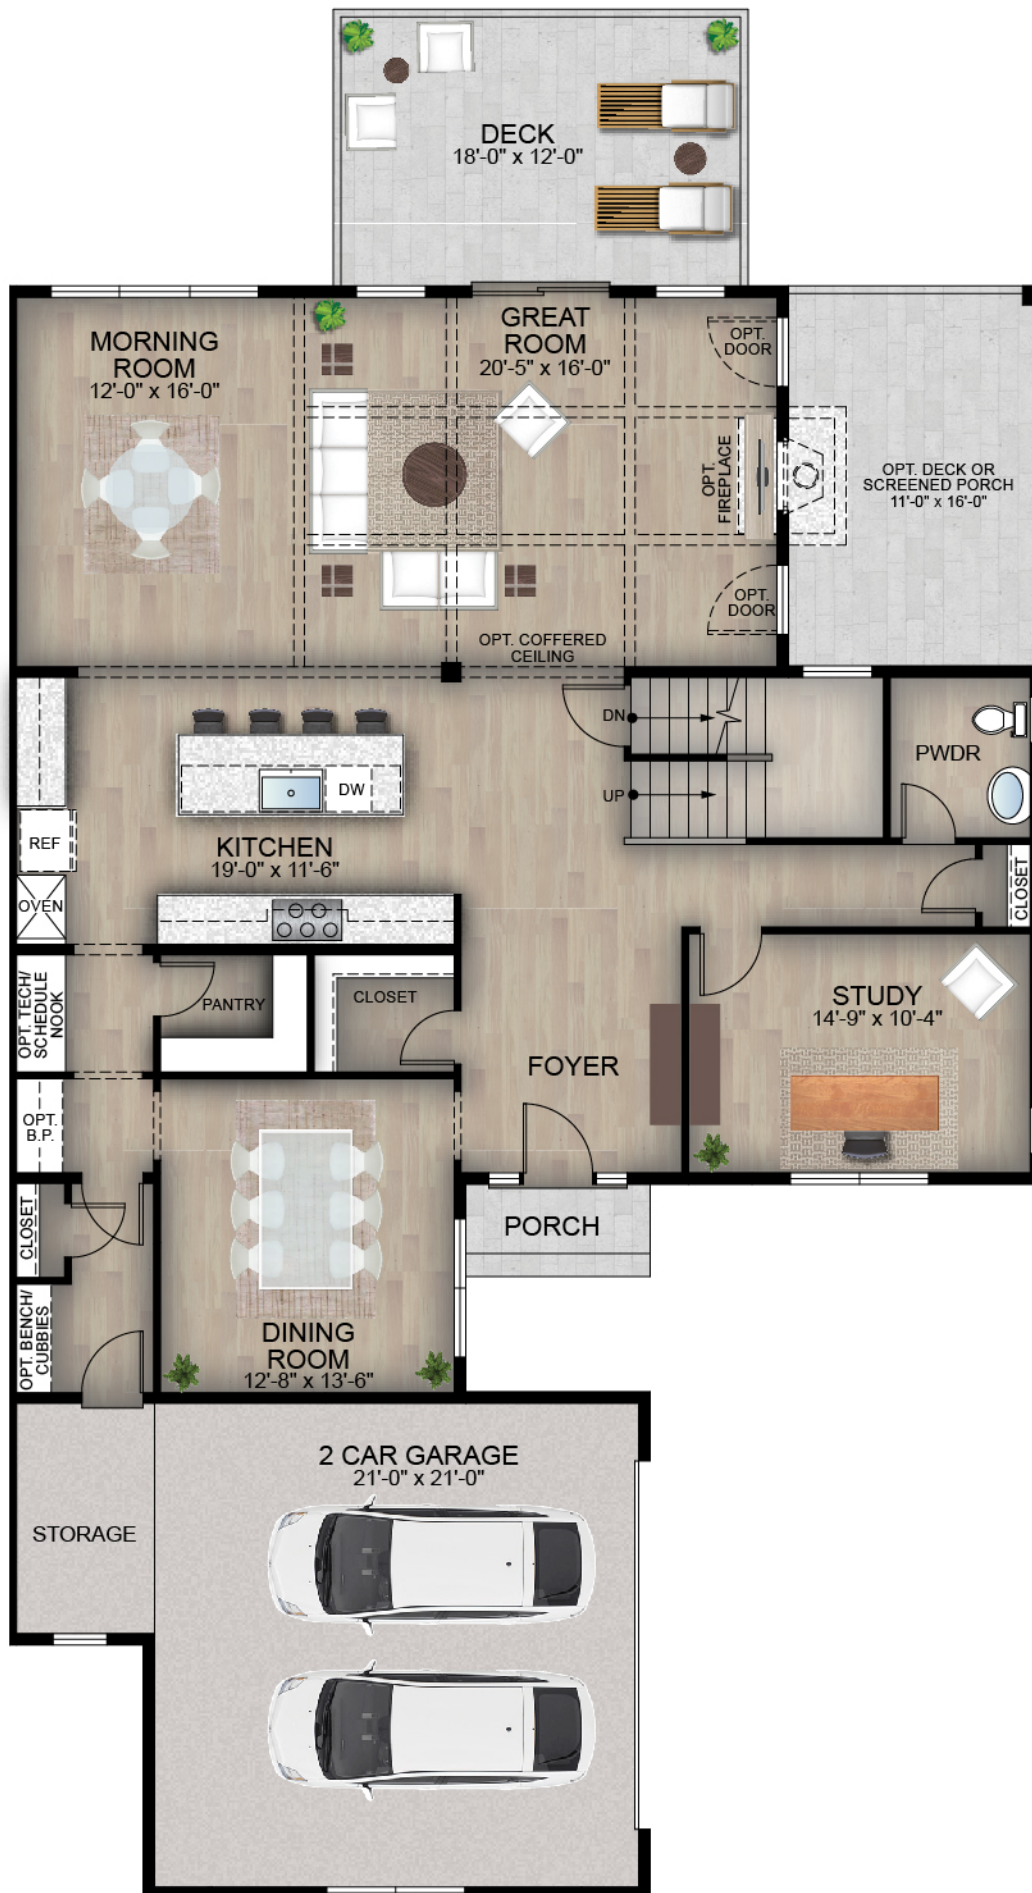 DECK
18'-0" x 12'-0"
MORNING
ROOM
12'-0" x 16'-0"
GREAT
ROOM
20'-5" x 16'-0"
OPT.
DOOR
OPT.
FIREPLACE
OPT. DECK OR
SCREENED PORCH
11'-0" x 16'-0"
OPT.
DOOR
OPT. COFFERED
CEILING
DN
UP
PWDR
DW
REF
KITCHEN
19'-0" x 11'-6"
OVEN
CLOSET
OPT. TECH/
SCHEDULE
NOOK
PANTRY
CLOSET
STUDY
14'-9" x 10'-4"
FOYER
OPT.
B.P.
CLOSET
PORCH
OPT. BENCH/
CUBBIES
DINING
ROOM
12'-8" x 13'-6"
2 CAR GARAGE
21'-0" x 21'-0"
STORAGE